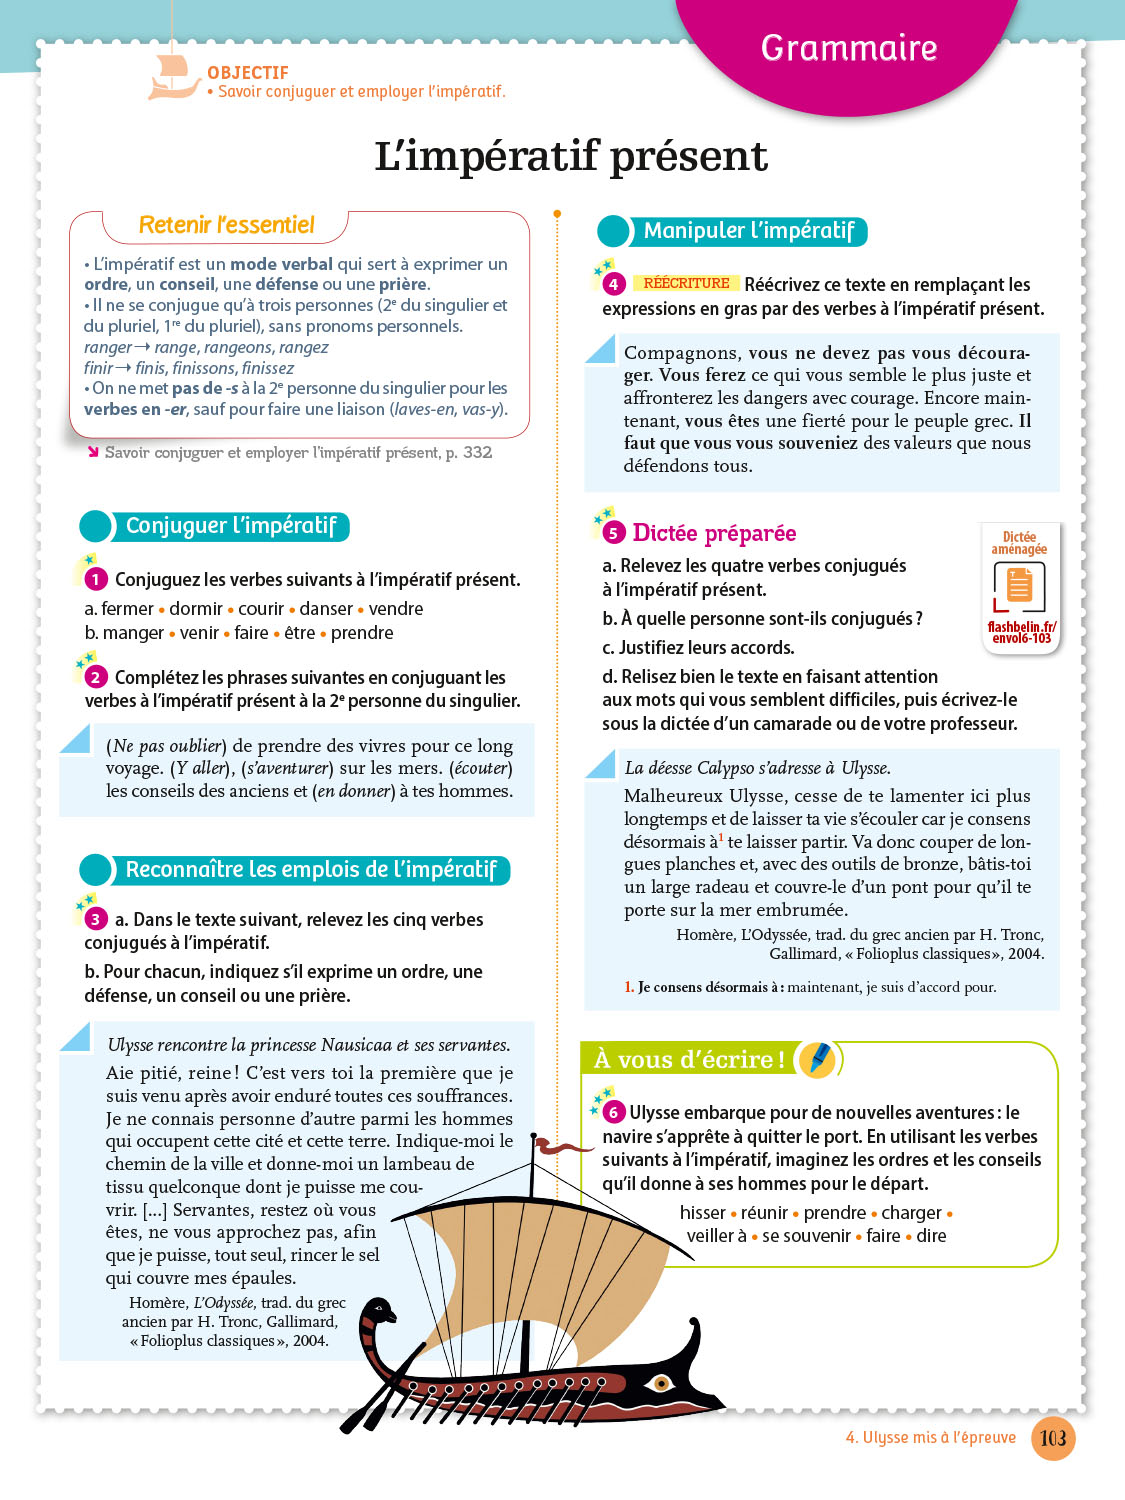 Grammaire
OBJECTIF
• Savoir conjuguer et employer l'impératif.
L'impératif présent
Retenir l'essentiel
• L'impératif est un mode verbal qui sert à exprimer un
ordre, un conseil, une défense ou une prière.
• Il ne se conjugue qu'à trois personnes (2e du singulier et
du pluriel, 1re du pluriel), sans pronoms personnels.
ranger → range, rangeons, rangez
finir → finis, finissons, finissez
• On ne met pas de -s à la 2e personne du singulier pour les
verbes en -er, sauf pour faire une liaison (laves-en, vas-y).
Savoir conjuguer et employer l'impératif présent, p. 332
Conjuguer l'impératif
1 Conjuguez les verbes suivants à l'impératif présent.
a. fermer • dormir • courir • danser • vendre
b. manger • venir • faire • être • prendre
2 Complétez les phrases suivantes en conjuguant les
verbes à l'impératif présent à la 2e personne du singulier.
(Ne pas oublier) de prendre des vivres pour ce long
voyage. (Y aller), (s'aventurer) sur les mers. (écouter)
les conseils des anciens et (en donner) à tes hommes.
Reconnaître les emplois de l'impératif
3 a. Dans le texte suivant, relevez les cinq verbes
conjugués à l'impératif.
b. Pour chacun, indiquez s'il exprime un ordre, une
défense, un conseil ou une prière.
Ulysse rencontre la princesse Nausicaa et ses servantes.
Aie pitié, reine ! C'est vers toi la première que je
suis venu après avoir enduré toutes ces souffrances.
Je ne connais personne d'autre parmi les hommes
qui occupent cette cité et cette terre. Indique-moi le
chemin de la ville et donne-moi un lambeau de
tissu quelconque dont je puisse me cou-
vrir. [...] Servantes, restez où vous
êtes, ne vous approchez pas, afin
que je puisse, tout seul, rincer le sel
qui couvre mes épaules.
Homère, L'Odyssée, trad. du grec
ancien par H. Tronc, Gallimard,
« Folioplus classiques », 2004.
Manipuler l'impératif
4 RÉÉCRITURE Réécrivez ce texte en remplaçant les
expressions en gras par des verbes à l'impératif présent.
Compagnons, vous ne devez pas vous découra-
ger. Vous ferez ce qui vous semble le plus juste et
affronterez les dangers avec courage. Encore main-
tenant, vous êtes une fierté pour le peuple grec. Il
faut que vous vous souveniez des valeurs que nous
défendons tous.
5 Dictée préparée
a. Relevez les quatre verbes conjugués
à l'impératif présent.
b. À quelle personne sont-ils conjugués ?
c. Justifiez leurs accords.
d. Relisez bien le texte en faisant attention
aux mots qui vous semblent difficiles, puis écrivez-le
sous la dictée d'un camarade ou de votre professeur.
Dictée
aménagée
flashbelin.fr/
envol6-103
La déesse Calypso s'adresse à Ulysse.
Malheureux Ulysse, cesse de te lamenter ici plus
longtemps et de laisser ta vie s'écouler car je consens
désormais à1 te laisser partir. Va donc couper de lon-
gues planches et, avec des outils de bronze, bâtis-toi
un large radeau et couvre-le d'un pont pour qu'il te
porte sur la mer embrumée.
Homère, L'Odyssée, trad. du grec ancien par H. Tronc,
Gallimard, « Folioplus classiques », 2004.
1. Je consens désormais à : maintenant, je suis d'accord pour.
À vous d'écrire !
6 Ulysse embarque pour de nouvelles aventures : le
navire s'apprête à quitter le port. En utilisant les verbes
suivants à l'impératif, imaginez les ordres et les conseils
qu'il donne à ses hommes pour le départ.
hisser • réunir • prendre • charger •
veiller à • se souvenir • faire • dire
4. Ulysse mis à l'épreuve 103